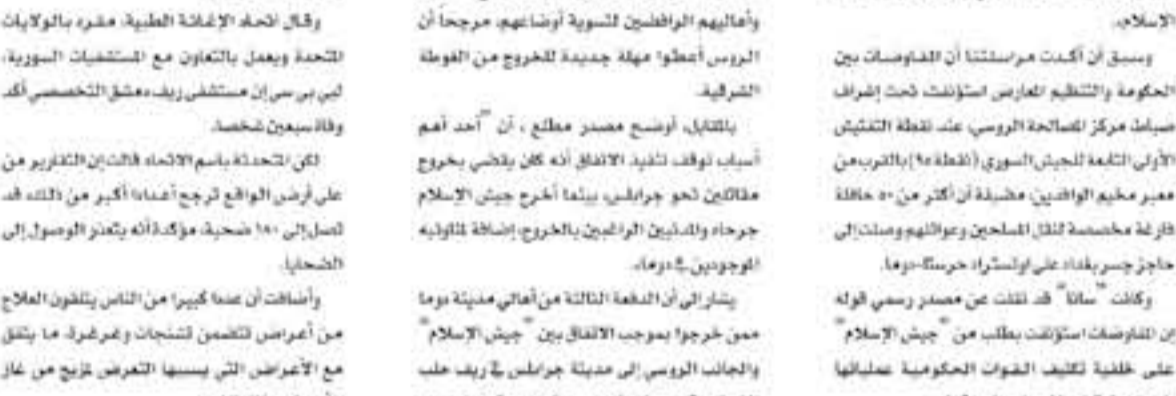 الإسلام».
وسبق أن أكدت مراسلتنا أن المفاوضات بين
الحكومة والتنظيم المعارض استؤنفت، تحت إشراف
ضباط مركز المصالحة الروسي، عند نقطة التفتيش
الأولى التابعة للجيش السوري (نقطة ٩٥) بالقرب من
معبر مخيم الوافدين، مضيفة أن أكثر من ٥٠ حافلة
فارغة مخصصة لنقل المسلحين وعوائلهم وصلت إلى
حاجز جسر بغداد على اوتستراد حرستا-دوما.
وكانت "سانا" قد نقلت عن مصدر رسمي قوله
إن المفاوضات استؤنفت بطلب من "جيش الإسلام"
على خلفية تكثيف القوات الحكومية عملياتها
وأهاليهم الرافضين لتسوية أوضاعهم، مرجحا أن
الروس أعطوا مهلة جديدة للخروج من الغوطة
الشرقية.
بالمقابل، أوضح مصدر مطلع ، أن "أحد أهم
أسباب توقف تنفيذ الاتفاق أنه كان يقضي بخروج
مقاتلين نحو جرابلس، بينما أخرج جيش الإسلام
جرحاه والمدنيين الراغبين بالخروج، إضافة لمناوئيه
الموجودين في دوما».
يشار إلى أن الدفعة الثالثة من أهالي مدينة دوما
ممن خرجوا بموجب الاتفاق بين "جيش الإسلام"
والجانب الروسي إلى مدينة جرابلس في ريف حلب
وقال اتحاد الإغاثة الطبية، مقره بالولايات
المتحدة ويعمل بالتعاون مع المستشفيات السورية،
لبي بي سي إن مستشفى ريف دمشق التخصصي أكد
وفاة سبعين شخصا.
لكن المتحدثة باسم الاتحاد قالت إن التقارير من
على أرض الواقع ترجح أعدادا أكبر من ذلك، قد
تصل إلى ١٨٠ ضحية، مؤكدة أنه يتعذر الوصول إلى
الضحايا.
وأضافت أن عددا كبيرا من الناس يتلقون العلاج
من أعراض تتضمن تشنجات وغرغرة، ما يتفق
مع الأعراض التي يسببها التعرض لمزيج من غاز